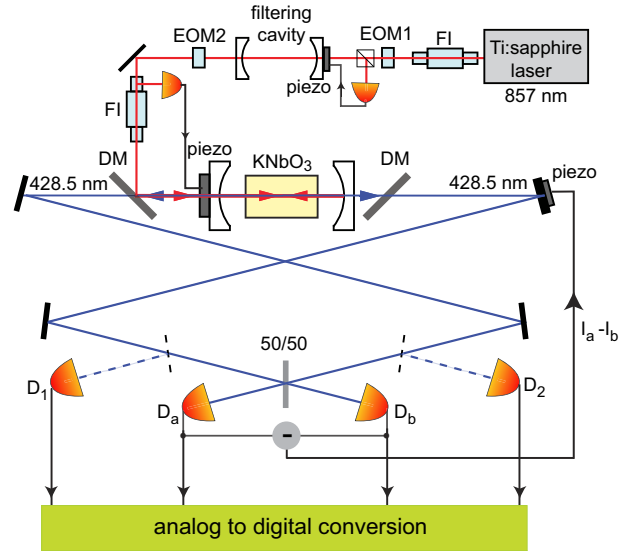 filtering
cavity
EOM2
EOM1
FI
Ti:sapphire
laser
857 nm
piezo
FI
piezo
KNbO3
DM
DM
428.5 nm
428.5 nm
piezo
Ia -Ib
50/50
D1
Da
Db
D2
-
analog to digital conversion